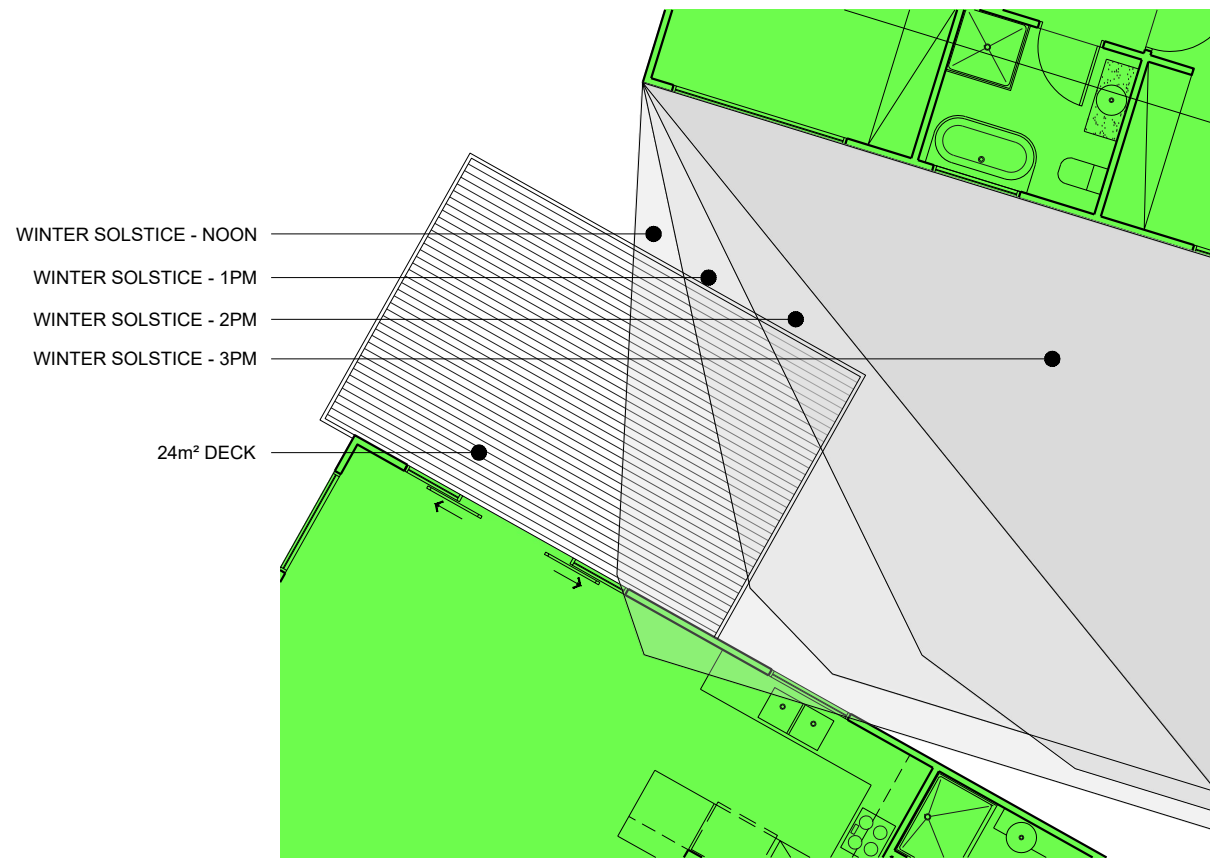 WINTER SOLSTICE - NOON
WINTER SOLSTICE - 1PM
WINTER SOLSTICE - 2PM
WINTER SOLSTICE - 3PM
24m² DECK